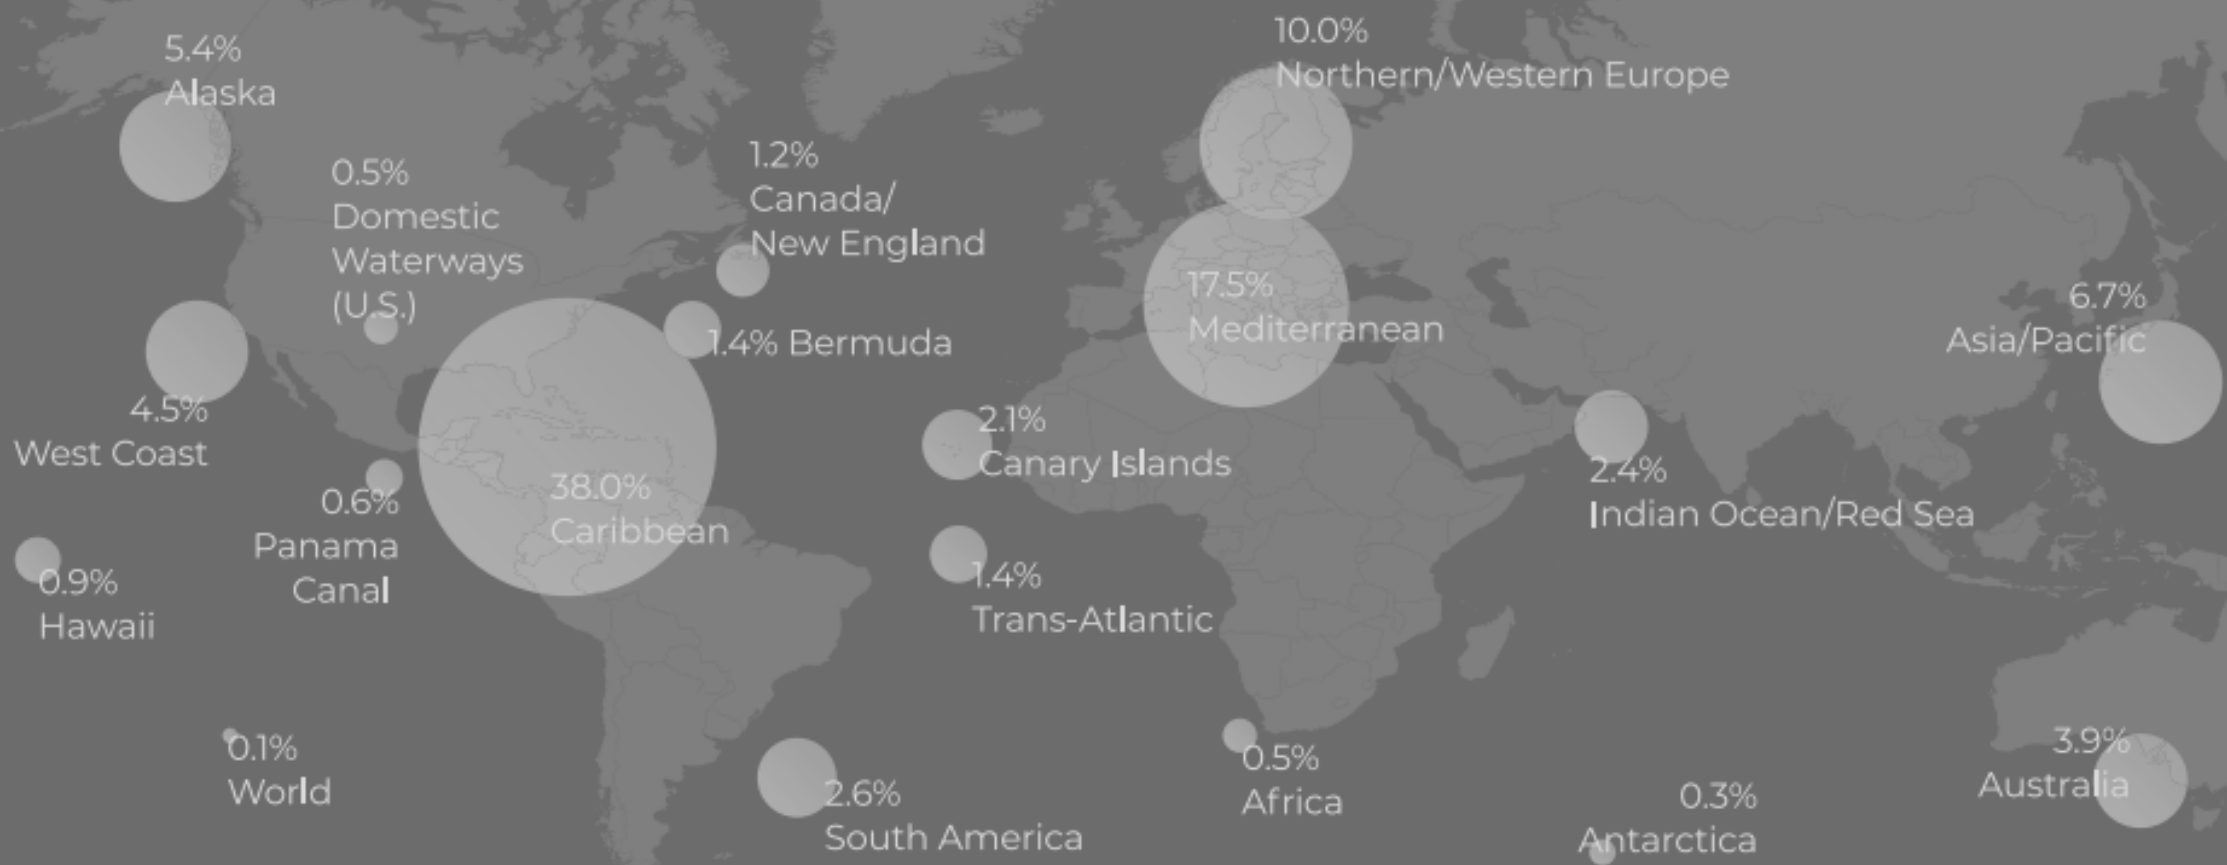 5.4%
Alaska
10.0%
Northern/Western Europe
0.5%
Domestic
Waterways
(U.S.)
1.2%
Canada/
New England
17.5%
Mediterranean
6.7%
Asia/Pacific
1.4% Bermuda
4.5%
West Coast
2.1%
Canary Islands
2.4%
Indian Ocean/Red Sea
0.6%
Panama
Canal
38.0%
Caribbean
0.9%
Hawaii
1.4%
Trans-Atlantic
0.1%
World
2.6%
South America
0.5%
Africa
0.3%
Antarctica
3.9%
Australia